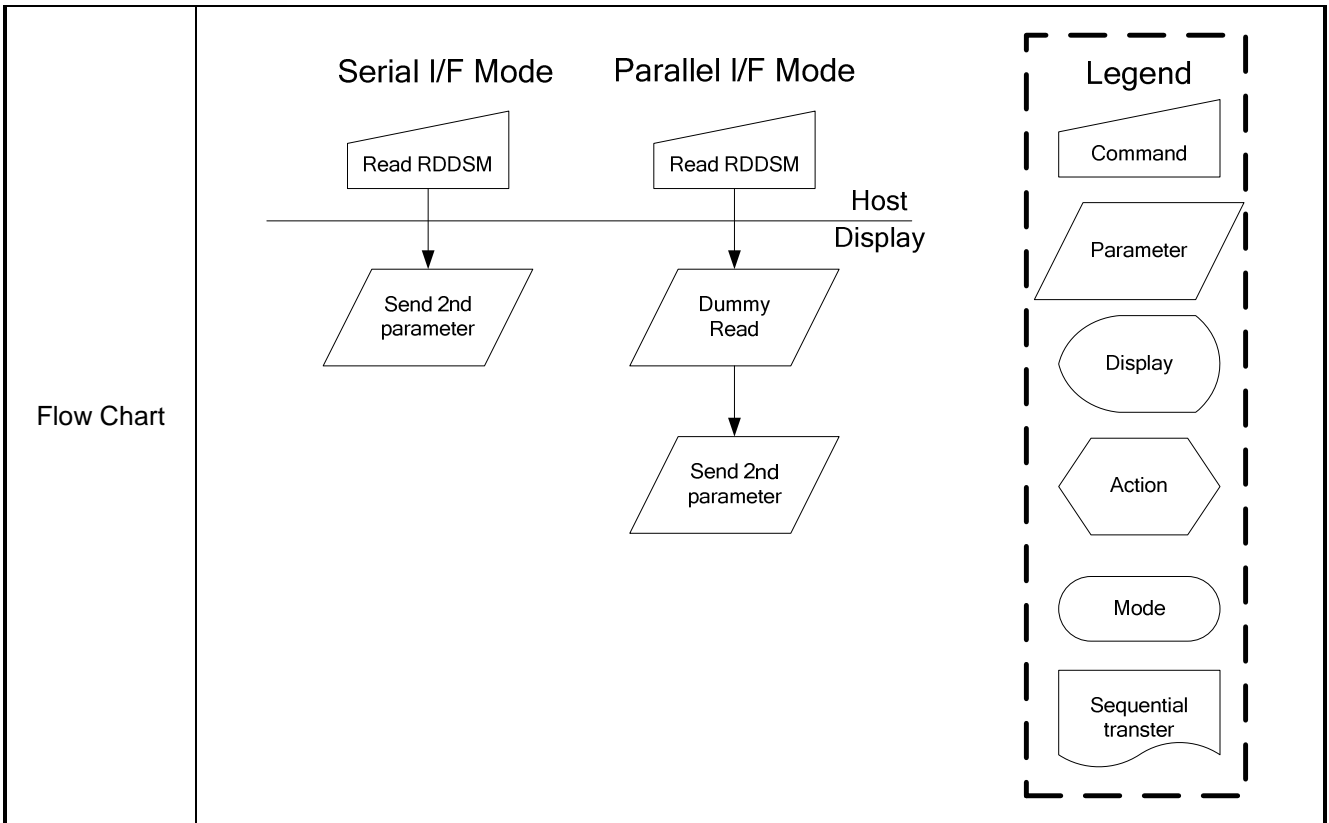 Flow Chart
Serial I/F Mode
Read RDDSM
Send 2nd
parameter
Parallel I/F Mode
Read RDDSM
Host
Display
Dummy
Read
Send 2nd
parameter
Legend
Command
Parameter
Display
Action
Mode
Sequential
transter